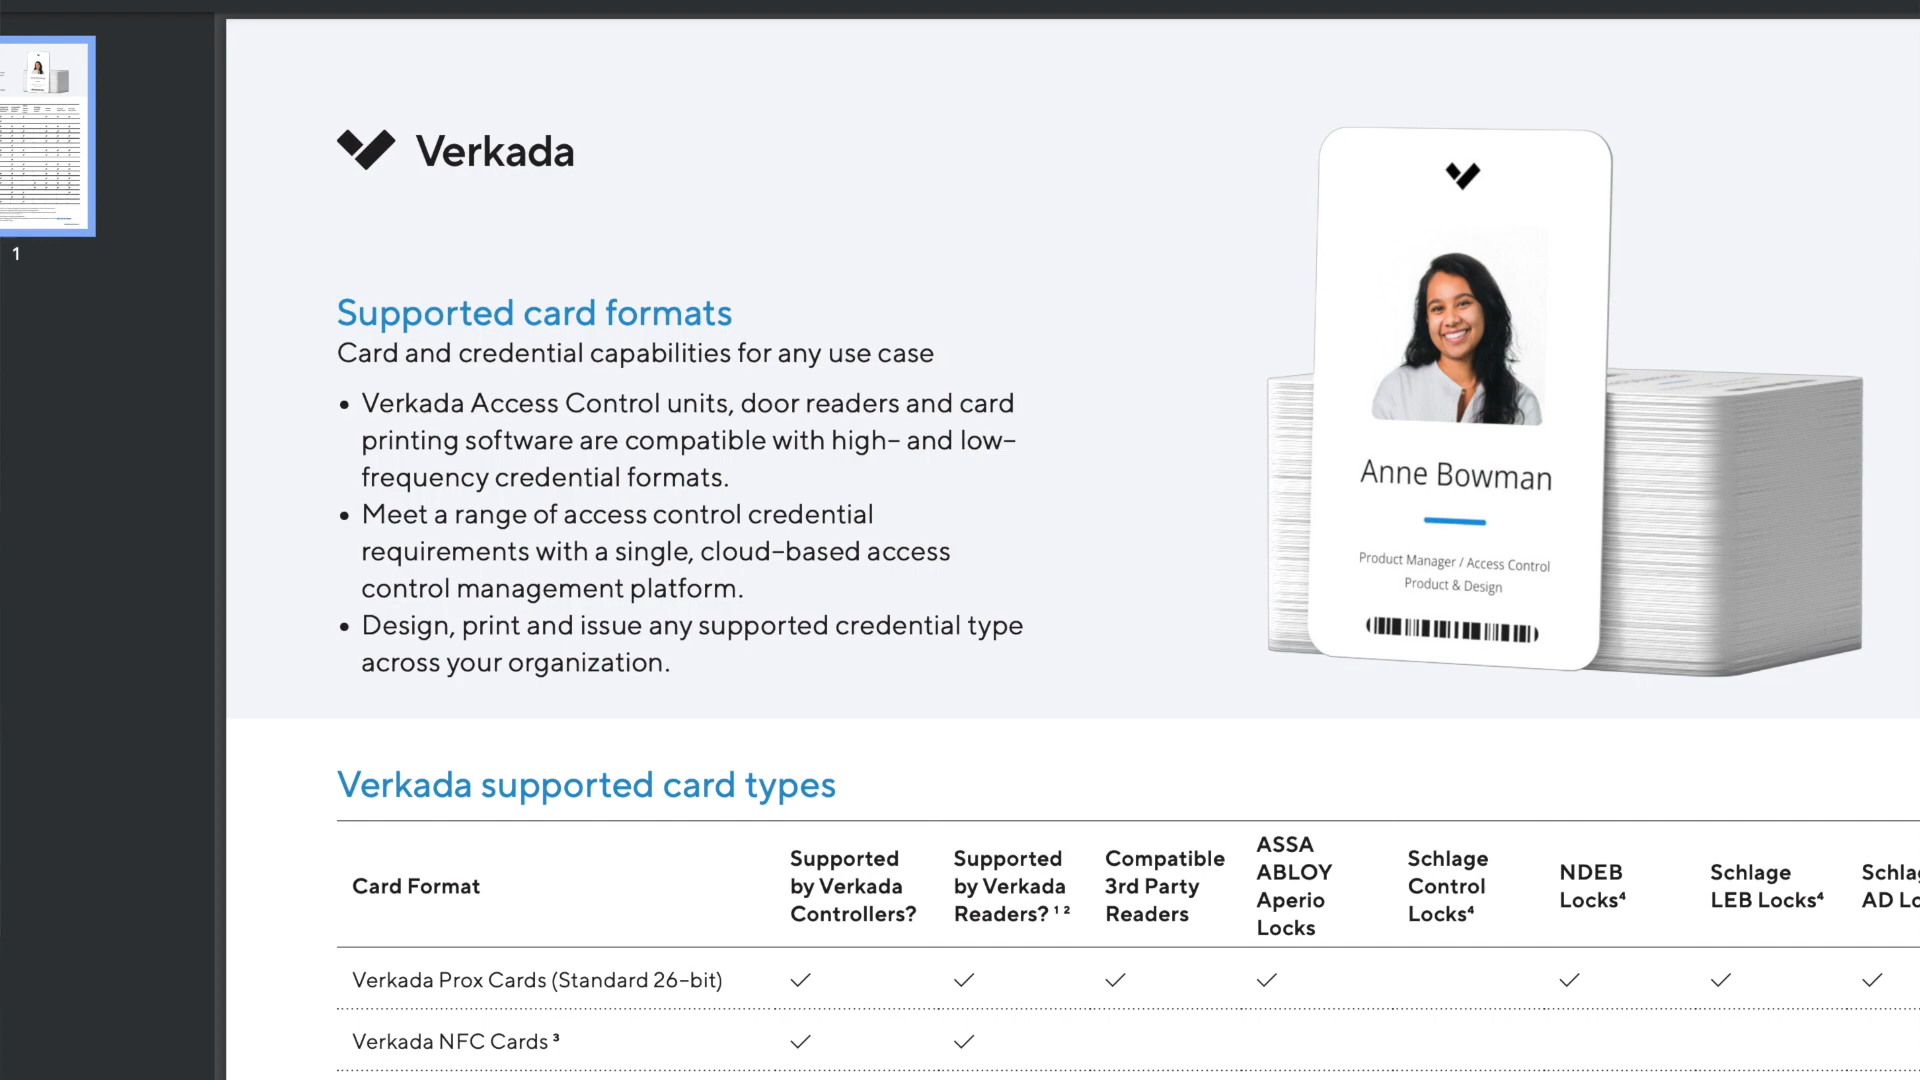 Verkada
Supported card formats
Card and credential capabilities for any use case
• Verkada Access Control units, door readers and card
printing software are compatible with high- and low-
frequency credential formats.
• Meet a range of access control credential
requirements with a single, cloud-based access
control management platform.
• Design, print and issue any supported credential type
across your organization.
Anne Bowman
Product Manager / Access Control
Product & Design
1
Verkada supported card types
Card Format
Supported
by Verkada
Controllers?
Supported
by Verkada
Readers? ¹ ²
Compatible
3rd Party
Readers
ASSA
ABLOY
Aperio
Locks
Schlage
Control
Locks⁴
NDEB
Locks⁴
Schlage
LEB Locks⁴
AD
Verkada Prox Cards (Standard 26-bit) ✓ ✓ ✓ ✓ ✓ ✓ ✓
Verkada NFC Cards ³ ✓ ✓